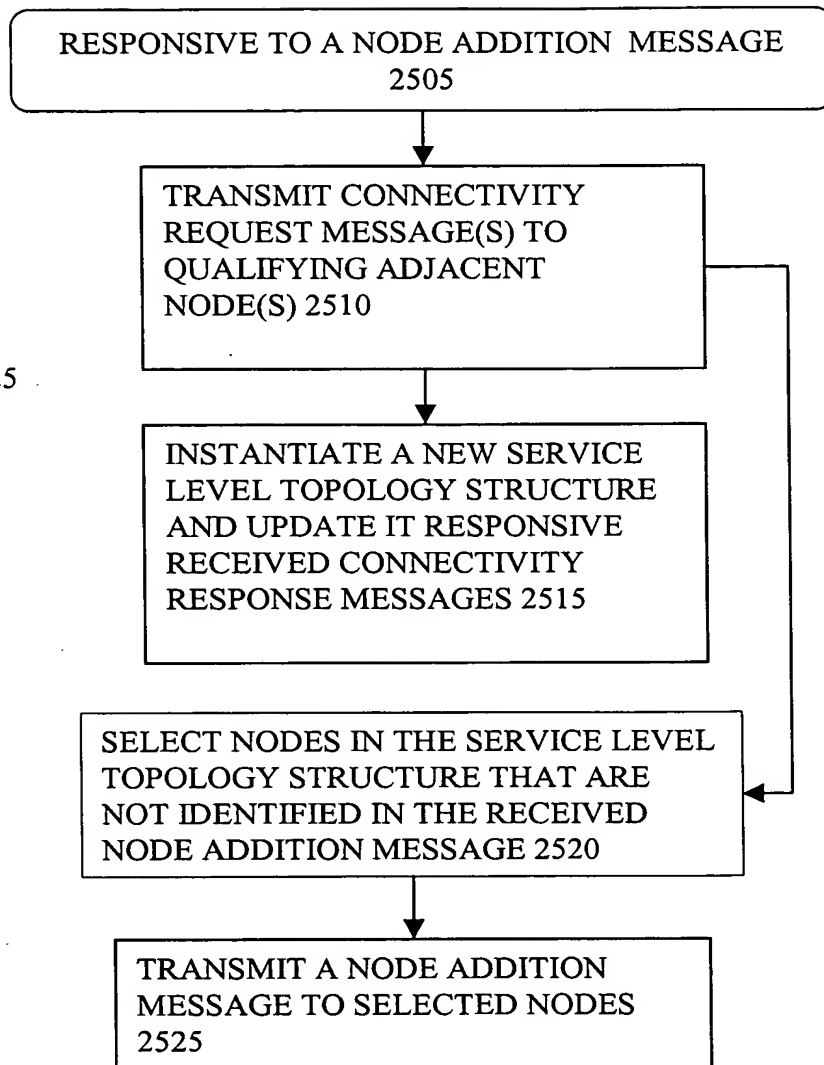 RESPONSIVE TO A NODE ADDITION MESSAGE
2505
TRANSMIT CONNECTIVITY
REQUEST MESSAGE(S) TO
QUALIFYING ADJACENT
NODE(S) 2510
5
INSTANTIATE A NEW SERVICE
LEVEL TOPOLOGY STRUCTURE
AND UPDATE IT RESPONSIVE
RECEIVED CONNECTIVITY
RESPONSE MESSAGES 2515
SELECT NODES IN THE SERVICE LEVEL
TOPOLOGY STRUCTURE THAT ARE
NOT IDENTIFIED IN THE RECEIVED
NODE ADDITION MESSAGE 2520
TRANSMIT A NODE ADDITION
MESSAGE TO SELECTED NODES
2525